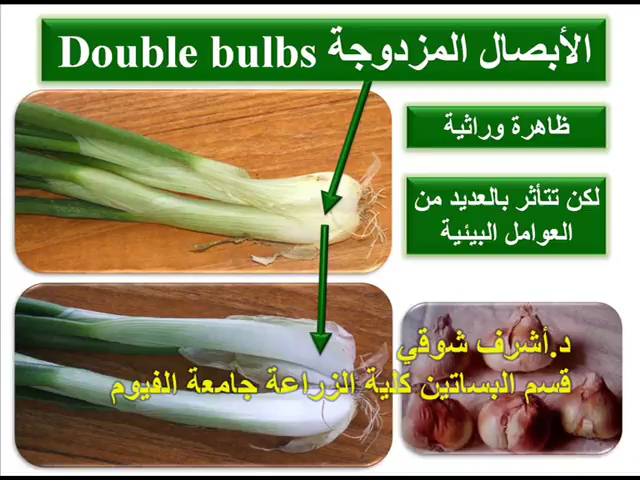 الأبصال المزدوجة Double bulbs
ظاهرة وراثية
لكن تتأثر بالعديد من
العوامل البيئية
د.أشرف شوقي
قسم البساتين كلية الزراعة جامعة الفيوم